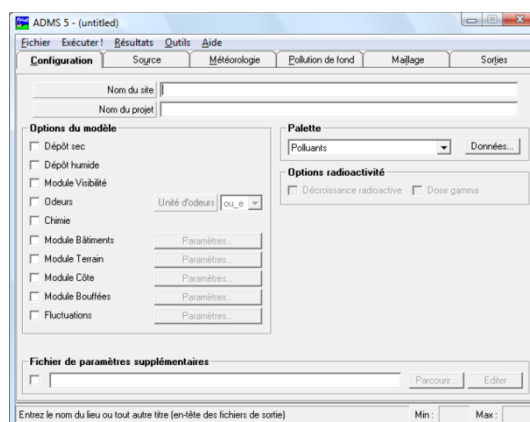 ADMS 5 - (untitled)
Fichier Exécuter ! Résultats Outils Aide
Configuration Source Météorologie Pollution de fond Maillage Sorties
Nom du site
Nom du projet
Options du modèle
Dépôt sec
Dépôt humide
Module Visibilité
Odeurs Unité d'odeurs ou_e
Chimie
Module Bâtiments Paramètres...
Module Terrain Paramètres...
Module Côte Paramètres...
Module Bouffées Paramètres...
Fluctuations Paramètres...
Palette
Polluants Données...
Options radioactivité
Décroissance radioactive Dose gamma
Fichier de paramètres supplémentaires
Parcourir... Editer
Entrez le nom du lieu ou tout autre titre (en-tête des fichiers de sortie) Min : Max :